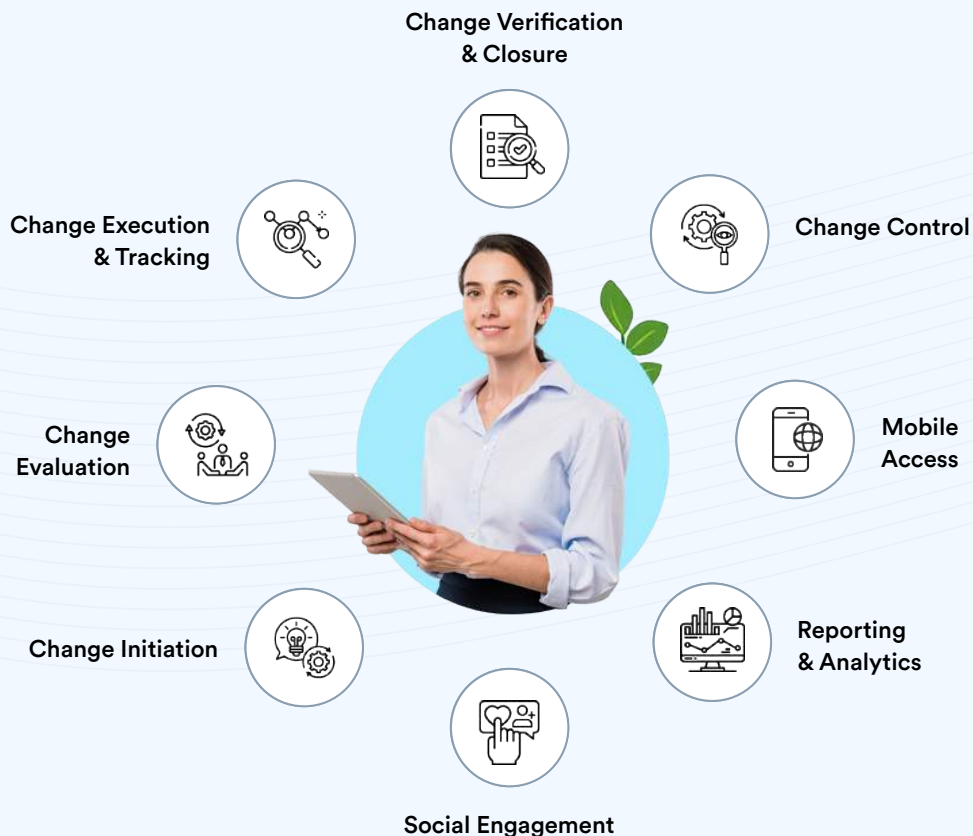 Change Verification
& Closure
Change Execution
& Tracking
Change Control
Change
Evaluation
Mobile
Access
Change Initiation
Reporting
& Analytics
Social Engagement